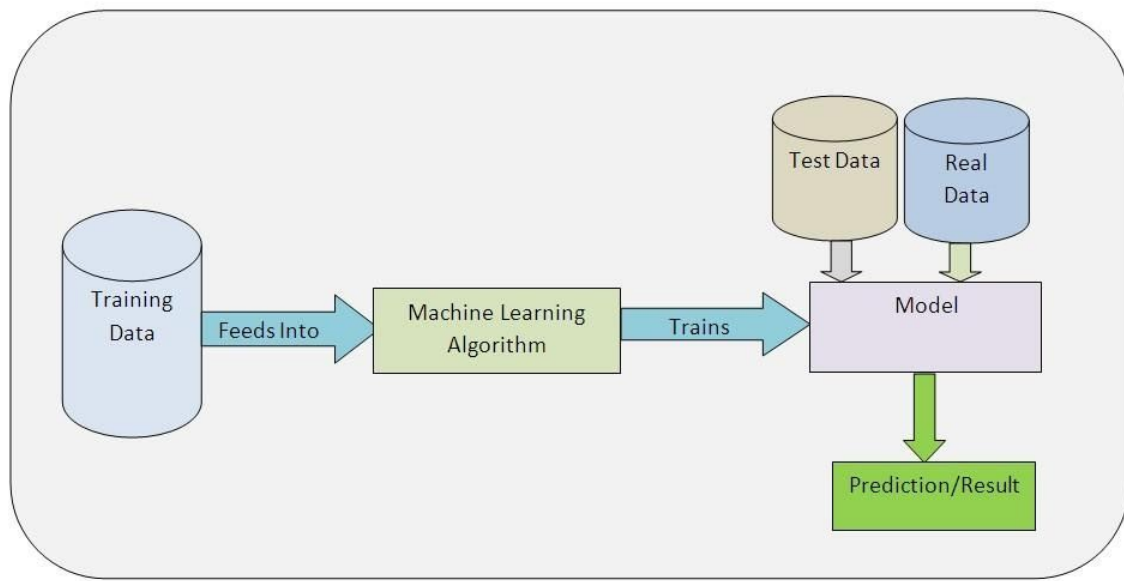 Test Data
Real
Data
Training
Data
Feeds Into
Machine Learning
Algorithm
Trains
Model
Prediction/Result